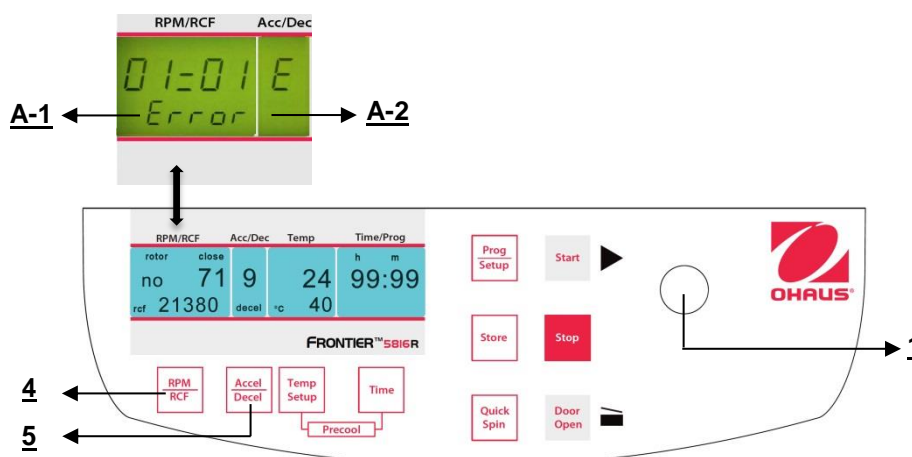 RPM/RCF Acc/Dec
01=01 E
Error
A-1 A-2
RPM/RCF Acc/Dec Temp Time/Prog
rotor close h m
no 71 9 24 99:99
rcf 21380 decel °C 40
FRONTIER™5816R
Prog
Setup
Start
OHAUS®
Store
Stop
1
4
RPM
RCF
Accel
Decel
Temp
Setup
Time
5
Precool
Quick
Spin
Door
Open